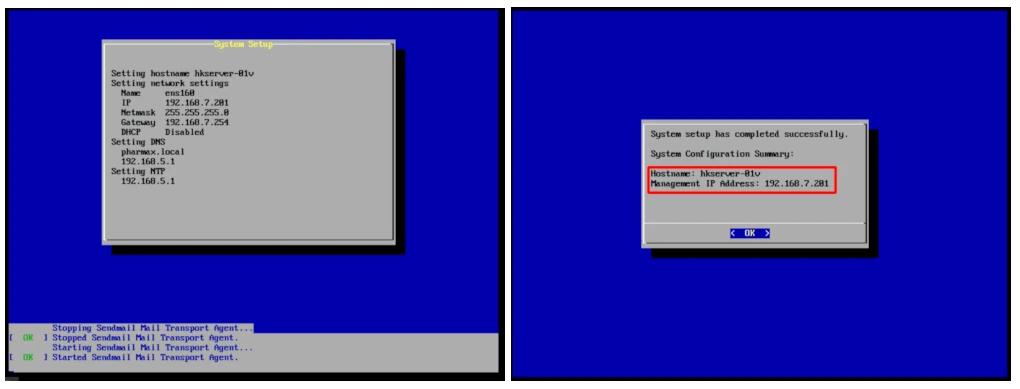 System Setup
Setting hostname hkserver-01v
Setting network settings
Name ens160
IP 192.168.7.201
Netmask 255.255.255.0
Gateway 192.168.7.254
DHCP Disabled
Setting DNS
pharmax.local
192.168.5.1
Setting NTP
192.168.5.1
Stopping Sendmail Mail Transport Agent...
[ OK ] Stopped Sendmail Mail Transport Agent.
Starting Sendmail Mail Transport Agent...
[ OK ] Started Sendmail Mail Transport Agent.
System setup has completed successfully.
System Configuration Summary:
Hostname: hkserver-01v
Management IP Address: 192.168.7.201
< OK >